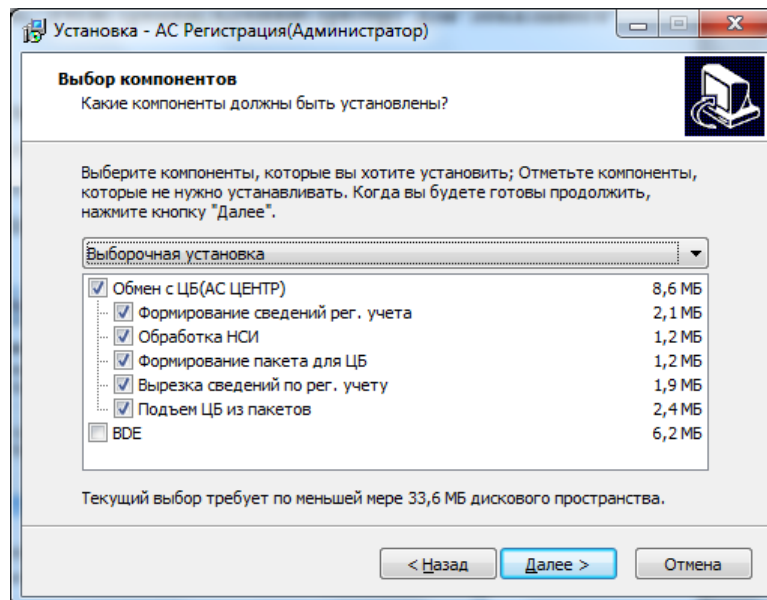 Установка - АС Регистрация(Администратор)
Выбор компонентов
Какие компоненты должны быть установлены?
Выберите компоненты, которые вы хотите установить; Отметьте компоненты,
которые не нужно устанавливать. Когда вы будете готовы продолжить,
нажмите кнопку "Далее".
Выборочная установка
Обмен с ЦБ(АС ЦЕНТР) 8,6 МБ
Формирование сведений рег. учета 2,1 МБ
Обработка НСИ 1,2 МБ
Формирование пакета для ЦБ 1,2 МБ
Вырезка сведений по рег. учету 1,9 МБ
Подъем ЦБ из пакетов 2,4 МБ
BDE 6,2 МБ
Текущий выбор требует по меньшей мере 33,6 МБ дискового пространства.
< Назад Далее > Отмена